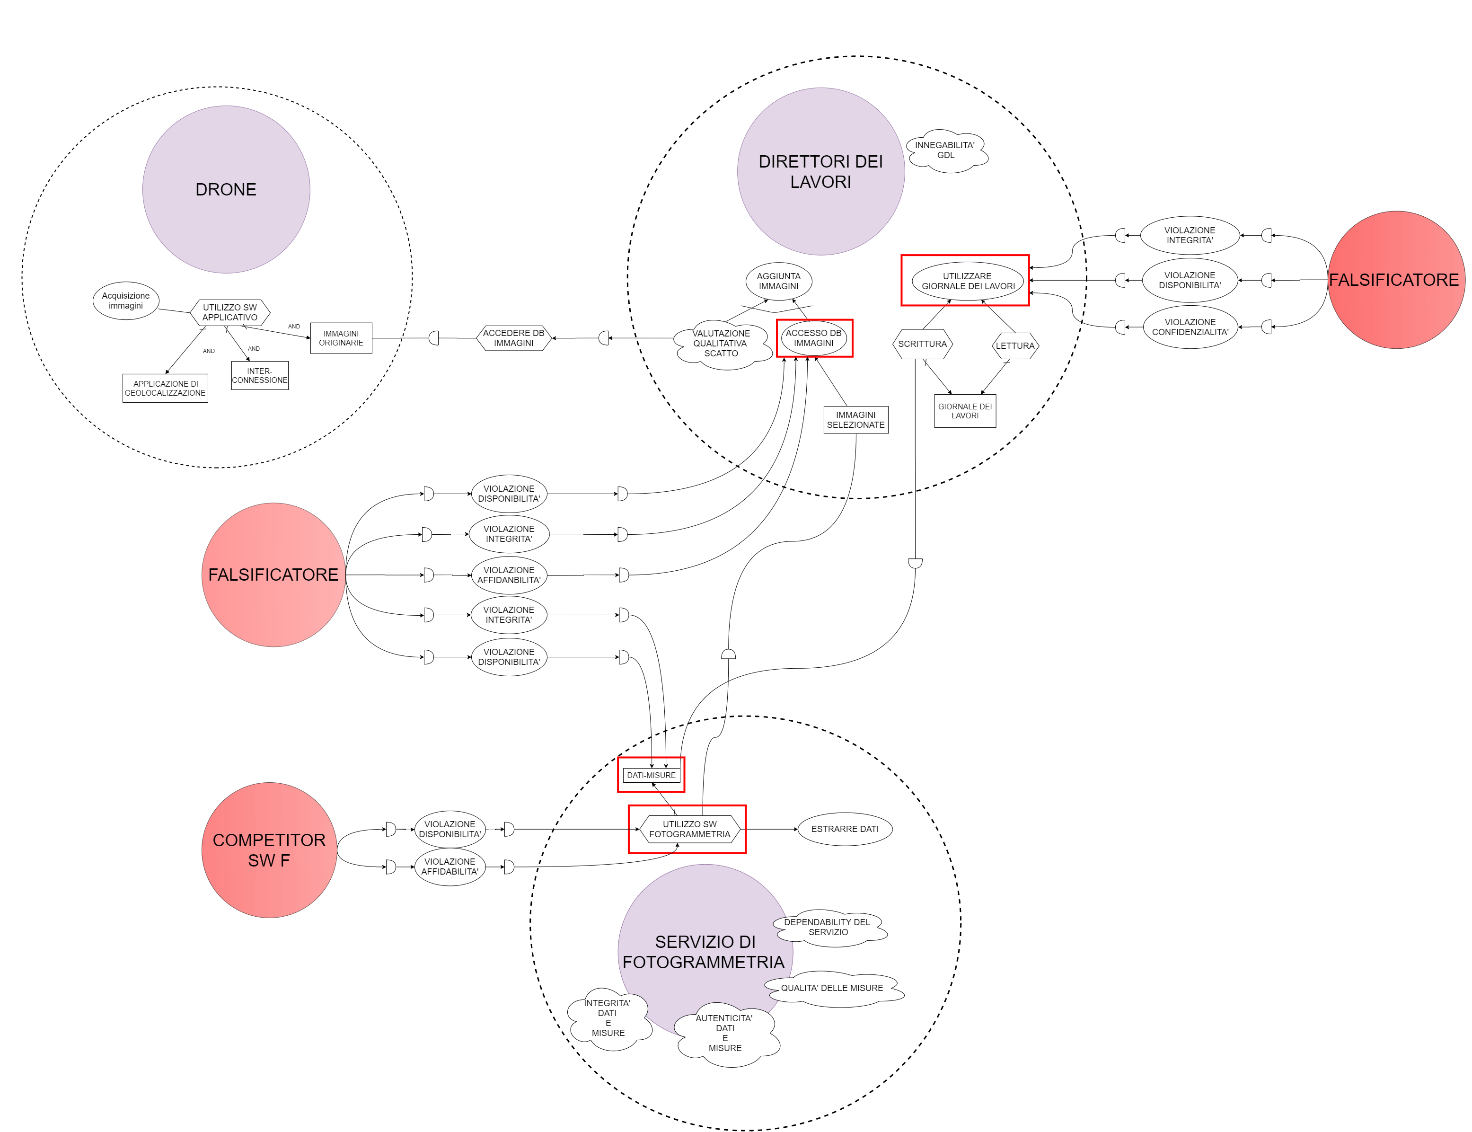 DRONE
Acquisizione
immagini
UTILIZZO SW
APPLICATIVO
AND
AND
AND
IMMAGINI
ORIGINARIE
INTER-
CONNESSIONE
APPLICAZIONE DI
GEOLOCALIZZAZIONE
ACCEDERE DB
IMMAGINI
DIRETTORI DEI
LAVORI
INNEGABILITA'
GDL
AGGIUNTA
IMMAGINI
VALUTAZIONE
QUALITATIVA
SCATTO
ACCESSO DB
IMMAGINI
IMMAGINI
SELEZIONATE
UTILIZZARE
GIORNALE DEI LAVORI
SCRITTURA
LETTURA
GIORNALE DEI
LAVORI
VIOLAZIONE
INTEGRITA'
VIOLAZIONE
DISPONIBILITA'
VIOLAZIONE
CONFIDENZIALITA'
FALSIFICATORE
FALSIFICATORE
VIOLAZIONE
DISPONIBILITA'
VIOLAZIONE
INTEGRITA'
VIOLAZIONE
AFFIDANBILITA'
VIOLAZIONE
INTEGRITA'
VIOLAZIONE
DISPONIBILITA'
COMPETITOR
SW F
VIOLAZIONE
DISPONIBILITA'
VIOLAZIONE
AFFIDABILITA'
DATI-MISURE
UTILIZZO SW
FOTOGRAMMETRIA
ESTRARRE DATI
SERVIZIO DI
FOTOGRAMMETRIA
DEPENDABILITY DEL
SERVIZIO
QUALITA' DELLE MISURE
INTEGRITA'
DATI
E
MISURE
AUTENTICITA'
DATI
E
MISURE